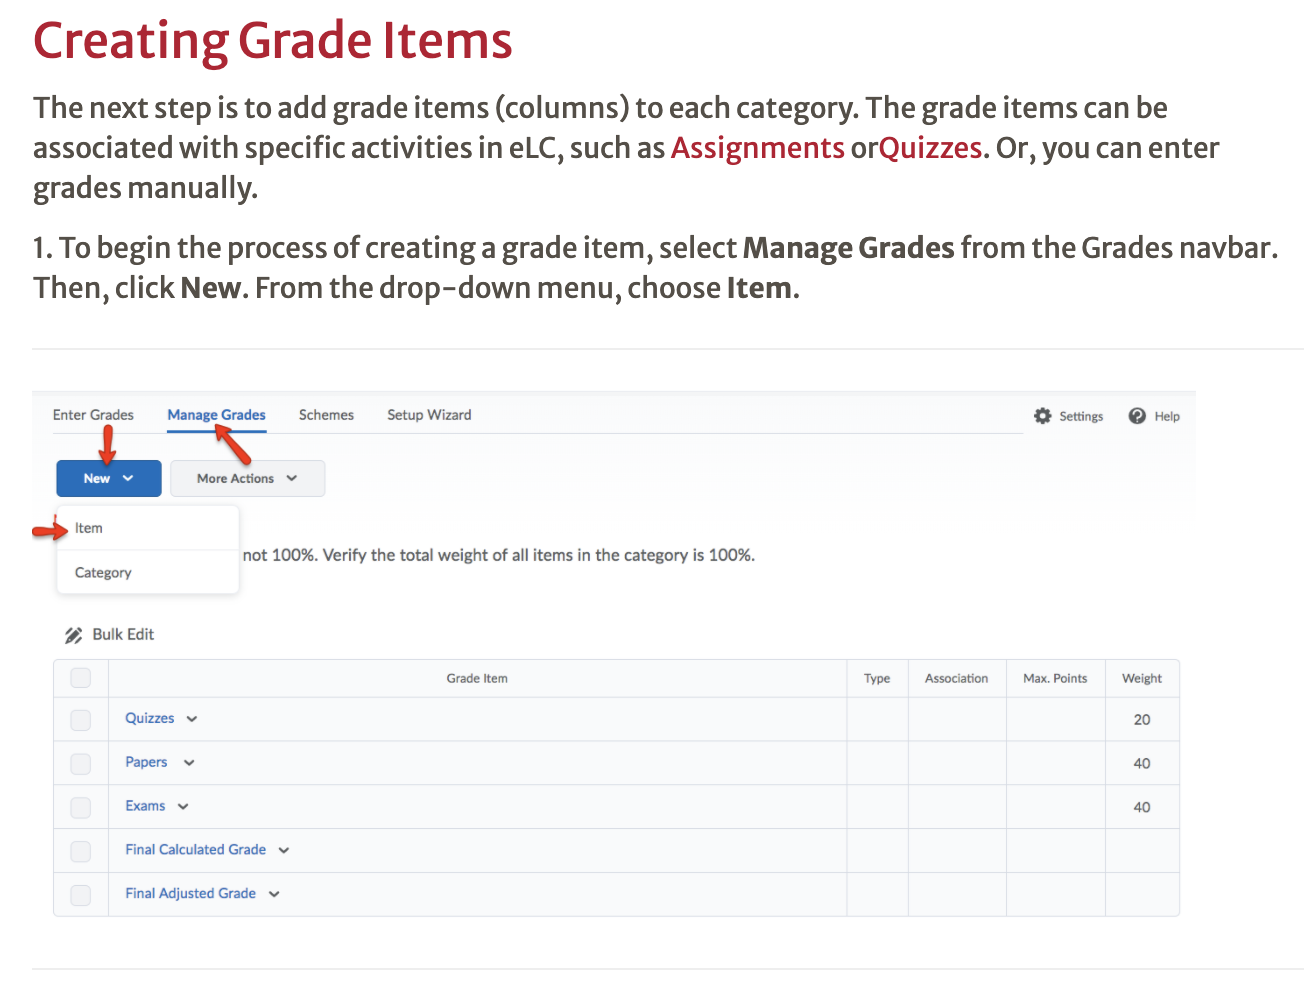 Creating Grade Items
The next step is to add grade items (columns) to each category. The grade items can be
associated with specific activities in eLC, such as Assignments orQuizzes. Or, you can enter
grades manually.
1. To begin the process of creating a grade item, select Manage Grades from the Grades navbar.
Then, click New. From the drop-down menu, choose Item.
Enter Grades Manage Grades Schemes Setup Wizard Settings Help
New More Actions
Item
not 100%. Verify the total weight of all items in the category is 100%.
Category
Bulk Edit
Grade Item Type Association Max. Points Weight
Quizzes 20
Papers 40
Exams 40
Final Calculated Grade
Final Adjusted Grade